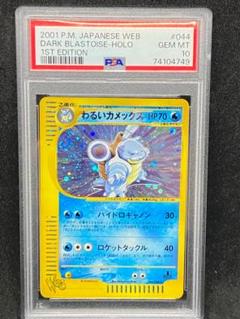 2001 P.M. JAPANESE WEB #044
DARK BLASTOISE-HOLO GEM MT
1ST EDITION 10
PSA 74104749
わるいカメックス HP70
ハイドロキャノン 30
ロケットタックル 40